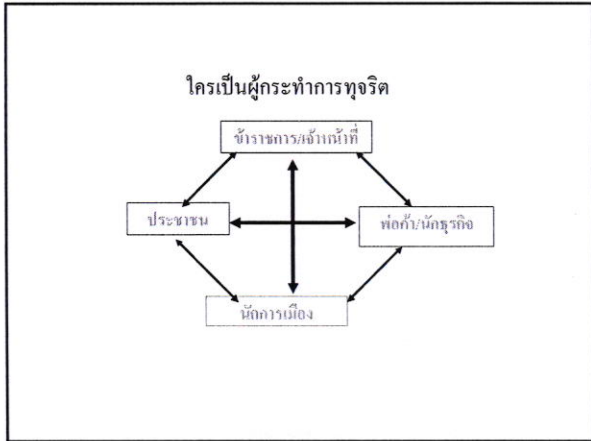 ใครเป็นผู้กระทำการทุจริต
ข้าราชการ/เจ้าหน้าที่
ประชาชน
พ่อค้า/นักธุรกิจ
นักการเมือง